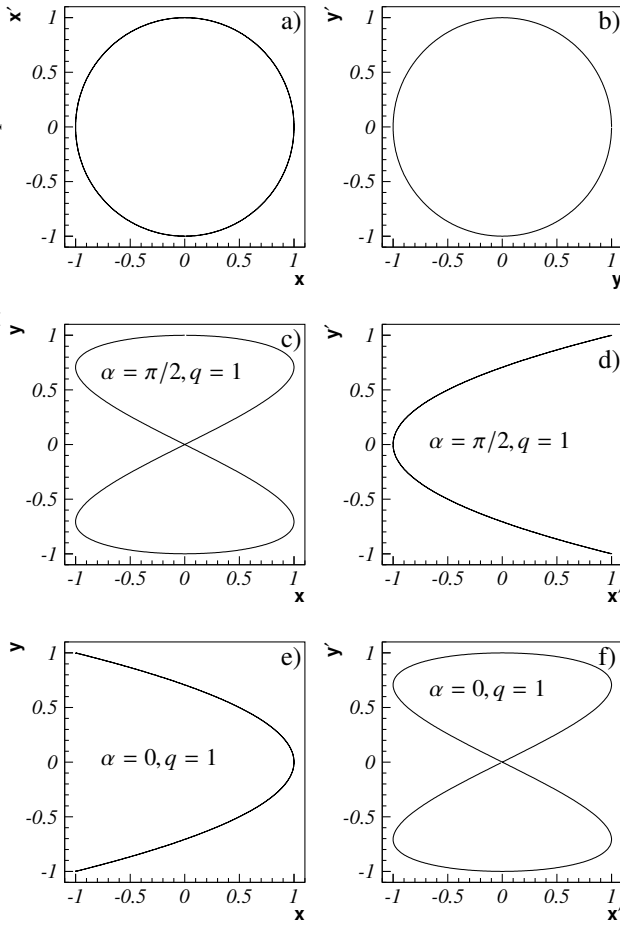 x′ 1 0.5 0 -0.5 -1 a) -1 -0.5 0 0.5 1 x
y′ 1 0.5 0 -0.5 -1 b) -1 -0.5 0 0.5 1 y
y 1 0.5 0 -0.5 -1 c) α = π/2, q = 1 -1 -0.5 0 0.5 1 x
y′ 1 0.5 0 -0.5 -1 d) α = π/2, q = 1 -1 -0.5 0 0.5 1 x′
y 1 0.5 0 -0.5 -1 e) α = 0, q = 1 -1 -0.5 0 0.5 1 x
y′ 1 0.5 0 -0.5 -1 f) α = 0, q = 1 -1 -0.5 0 0.5 1 x′